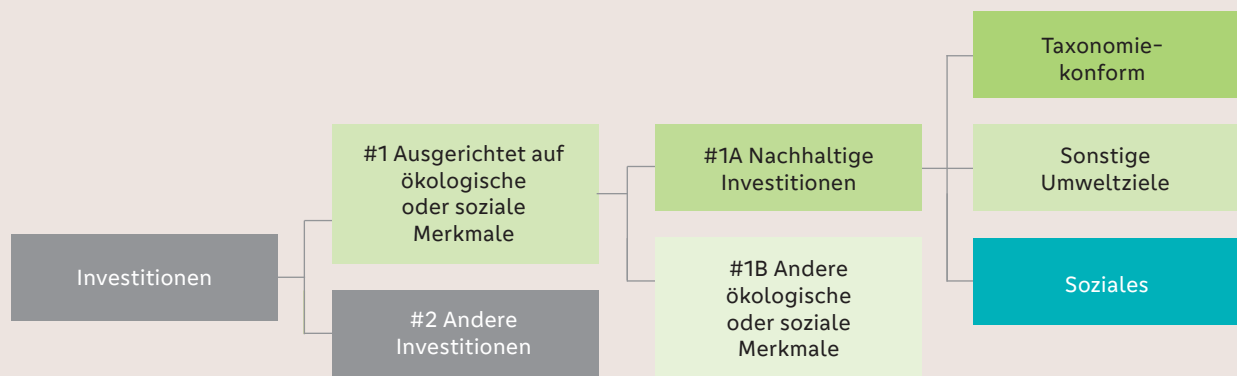 Investitionen
#1 Ausgerichtet auf
ökologische
oder soziale
Merkmale
#2 Andere
Investitionen
#1A Nachhaltige
Investitionen
#1B Andere
ökologische
oder soziale
Merkmale
Taxonomie-
konform
Sonstige
Umweltziele
Soziales